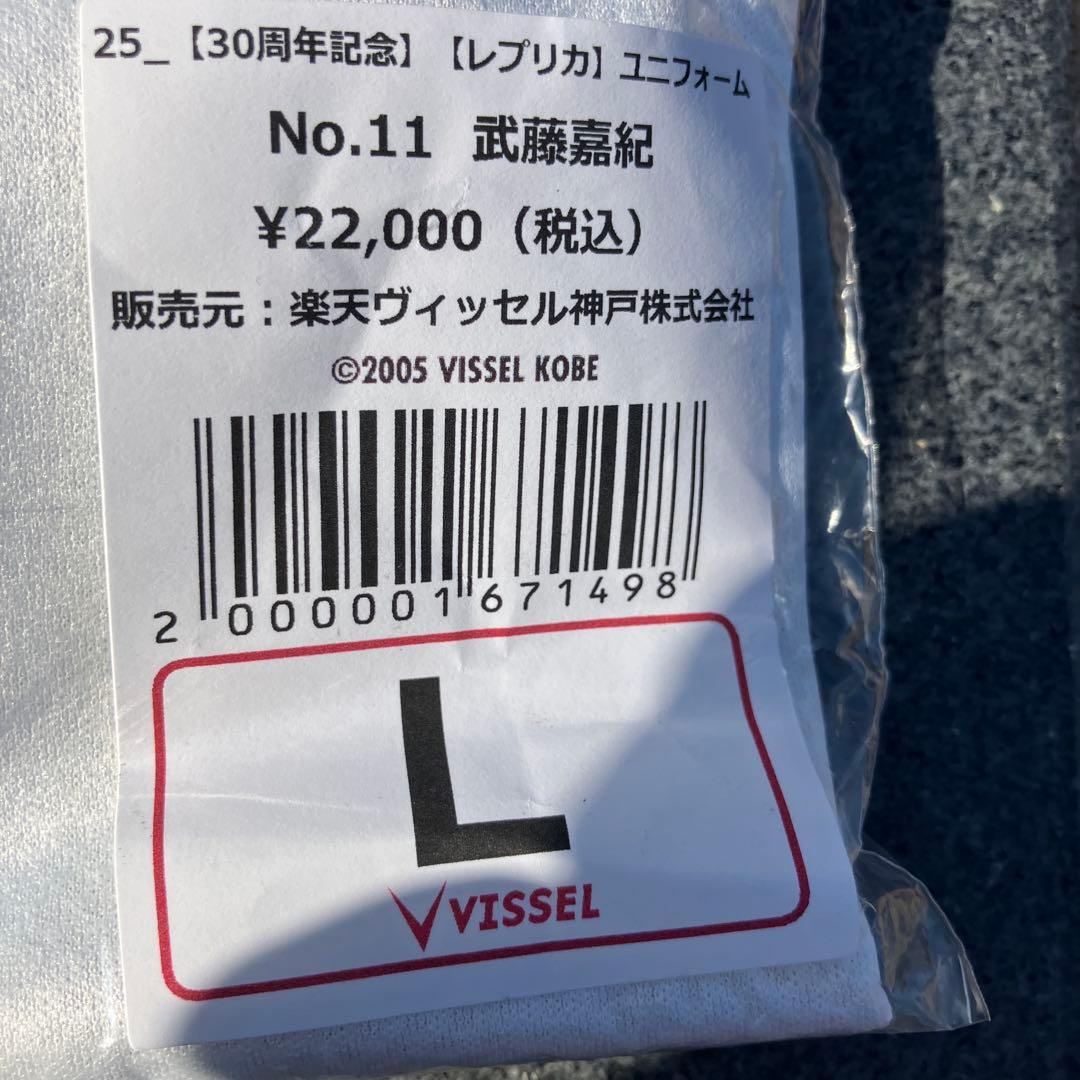 25_【30周年記念】【レプリカ】ユニフォーム
No.11 武藤嘉紀
¥22,000（税込）
販売元：楽天ヴィッセル神戸株式会社
©2005 VISSEL KOBE
2 000001 671498
L
VISSEL